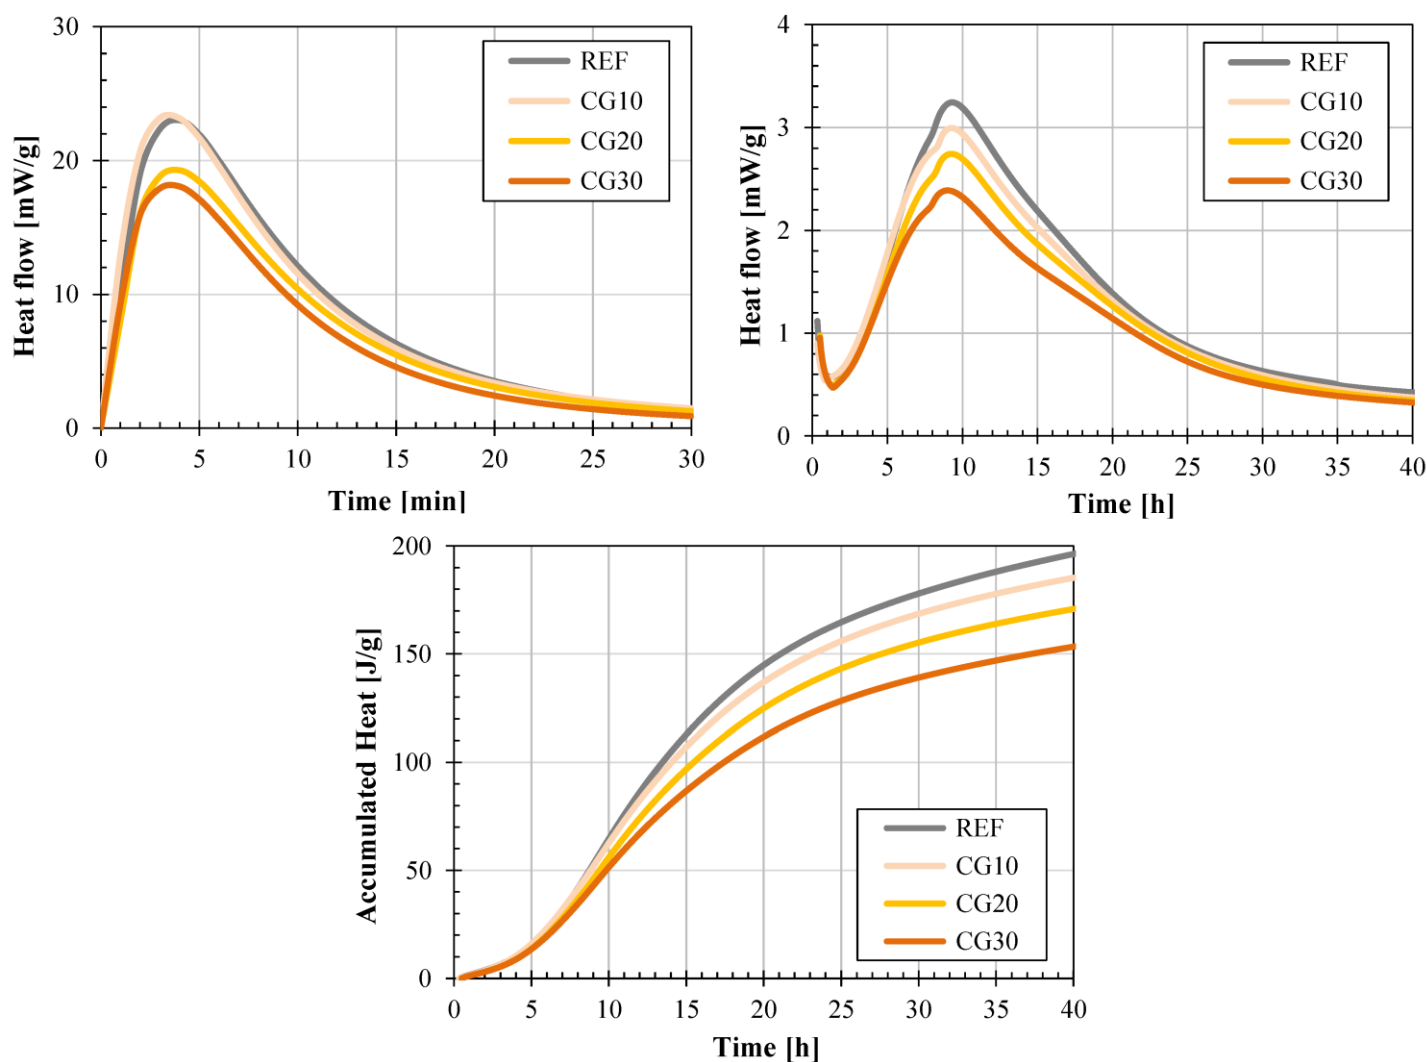 30
20
10
0
Heat flow [mW/g]
0 5 10 15 20 25 30
Time [min]
REF
CG10
CG20
CG30
4
3
2
1
0
Heat flow [mW/g]
0 5 10 15 20 25 30 35 40
Time [h]
REF
CG10
CG20
CG30
200
150
100
50
0
Accumulated Heat [J/g]
0 5 10 15 20 25 30 35 40
Time [h]
REF
CG10
CG20
CG30